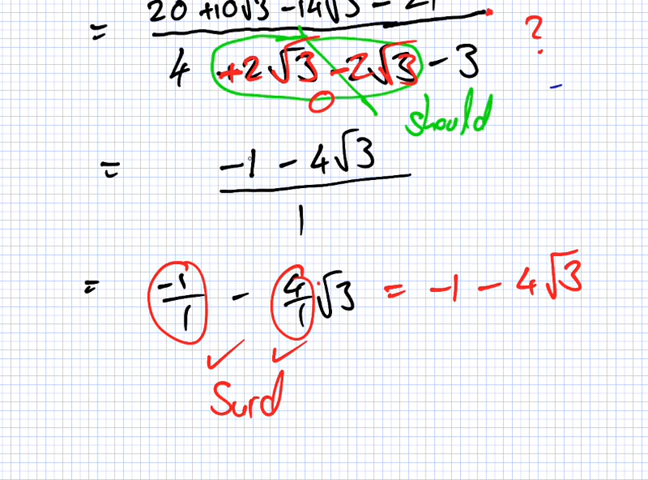 = 20 + 10√3 - 14√3 - 21 ?
4 +2√3 - 2√3 - 3
0 should
= -1 - 4√3
1
= -1/1 - 4/1 √3 = -1 - 4√3
Surd